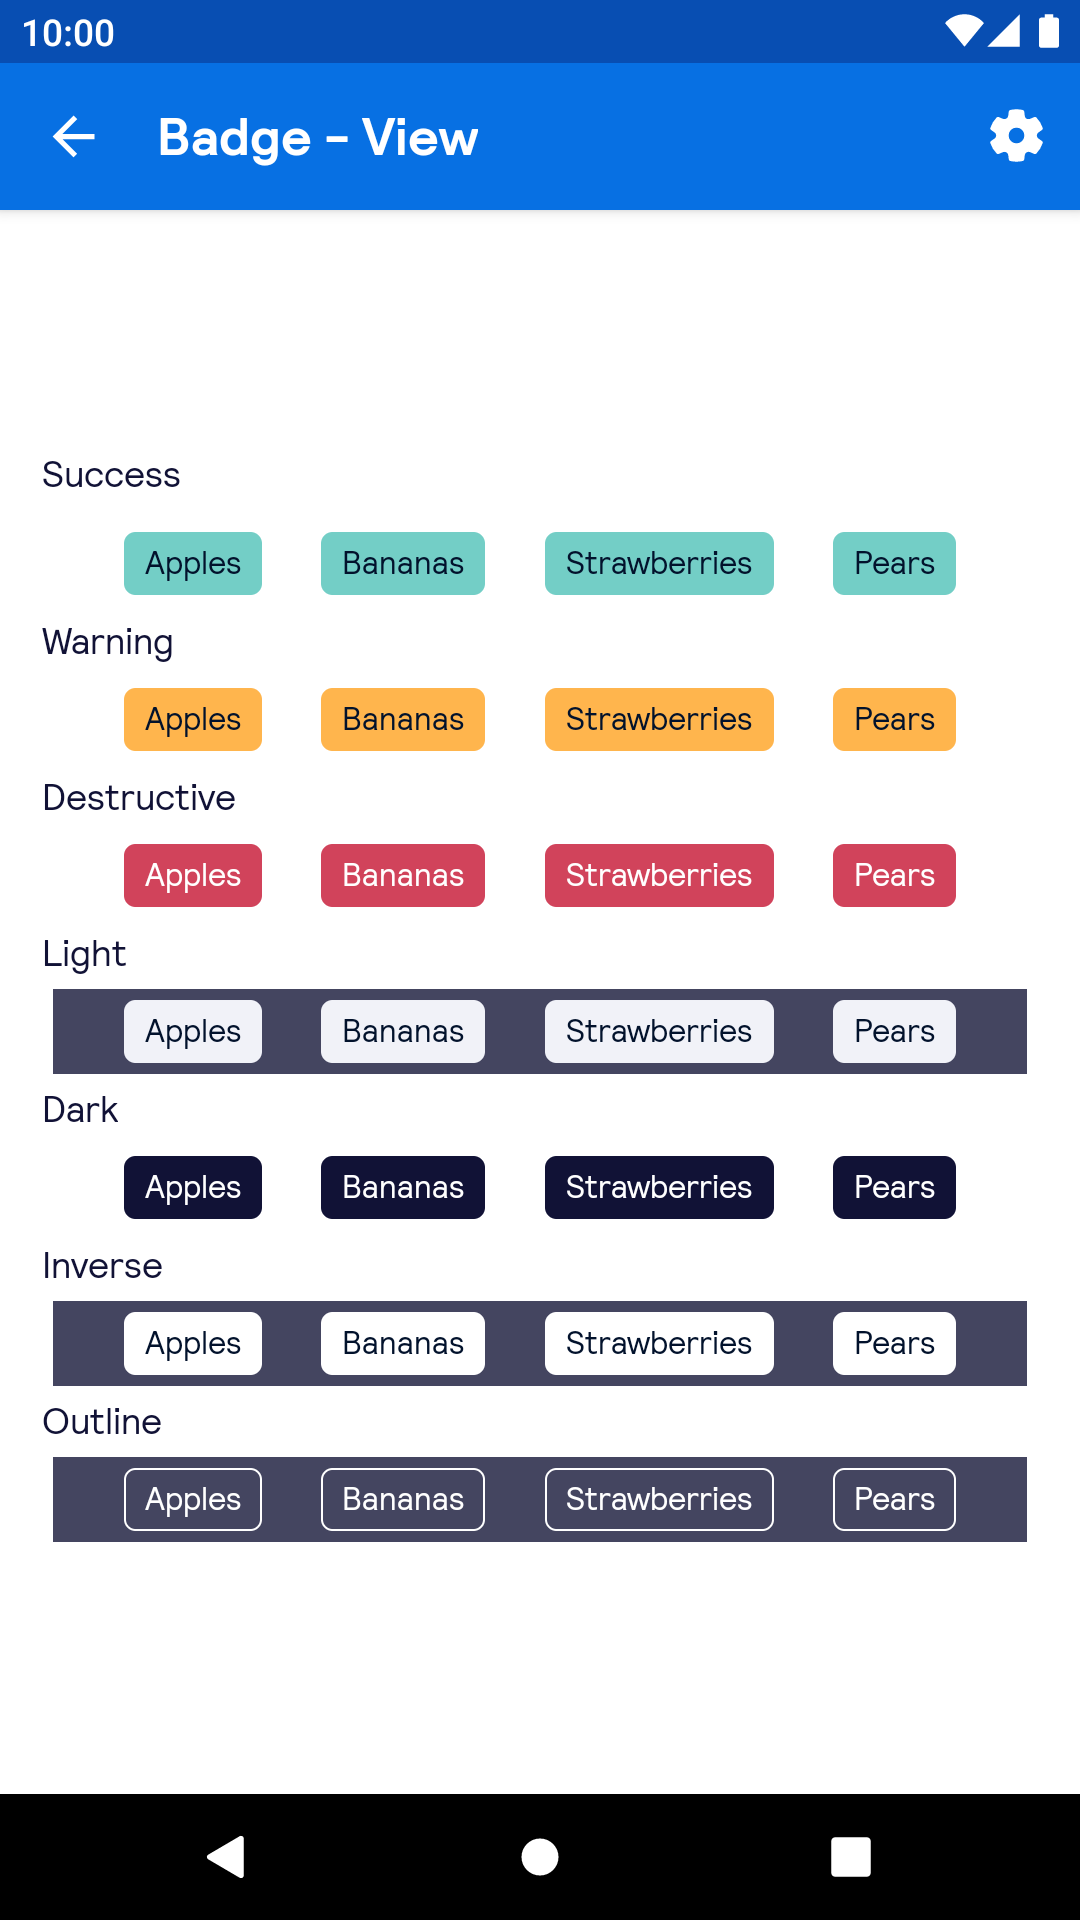 10:00
Badge - View
Success
Apples Bananas Strawberries Pears
Warning
Apples Bananas Strawberries Pears
Destructive
Apples Bananas Strawberries Pears
Light
Apples Bananas Strawberries Pears
Dark
Apples Bananas Strawberries Pears
Inverse
Apples Bananas Strawberries Pears
Outline
Apples Bananas Strawberries Pears